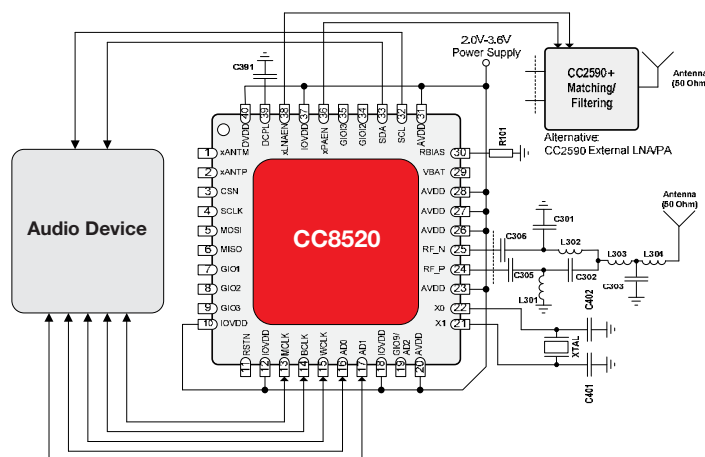 2.0V-3.6V
Power Supply
C391
CC2590+
Matching/
Filtering
Antenna
(50 Ohm)
Alternative:
CC2590 External LNA/PA
40 39 38 37 36 35 34 33 32 31
DVDD DCPL xLNAEN IOVDD xPAEN GIO13 GIO12 SDA SCL AVDD
R101
1 xANTM
2 xANTP
3 CSN
4 SCLK
5 MOSI
6 MISO
7 GIO1
8 GIO2
9 GIO3
10 IOVDD
Audio Device
CC8520
RBIAS 30
VBAT 29
AVDD 28
AVDD 27
AVDD 26
RF_N 25
RF_P 24
AVDD 23
X0 22
X1 21
Antenna
(50 Ohm)
C301
C306
L302
L303
L304
C305
C302
C303
L301
C402
XTAL
C401
RSTN IOVDD MCLK BCLK WCLK AD0 AD1 IOVDD GIO9/ AD2 AVDD
11 12 13 14 15 16 17 18 19 20